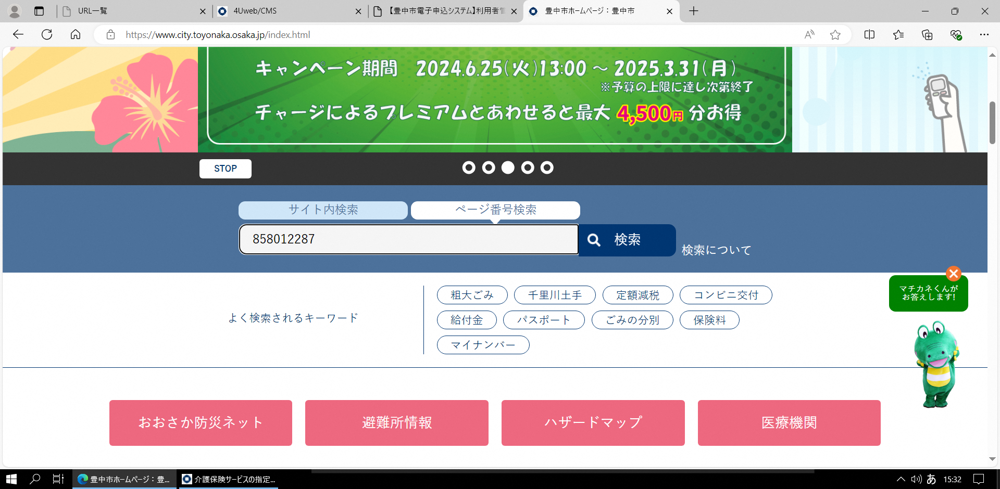 URL一覧
4Uweb/CMS
【豊中市電子申込システム】利用者管
豊中市ホームページ：豊中市
https://www.city.toyonaka.osaka.jp/index.html
キャンペーン期間 2024.6.25(火)13:00 ～ 2025.3.31(月)
※予算の上限に達し次第終了
チャージによるプレミアムとあわせると最大 4,500円 分お得
STOP
サイト内検索
ページ番号検索
858012287
検索
検索について
マチカネくんが
お答えします!
よく検索されるキーワード
粗大ごみ 千里川土手 定額減税 コンビニ交付
給付金 パスポート ごみの分別 保険料
マイナンバー
おおさか防災ネット
避難所情報
ハザードマップ
医療機関
豊中市ホームページ：豊...
介護保険サービスの指定...
あ
15:32